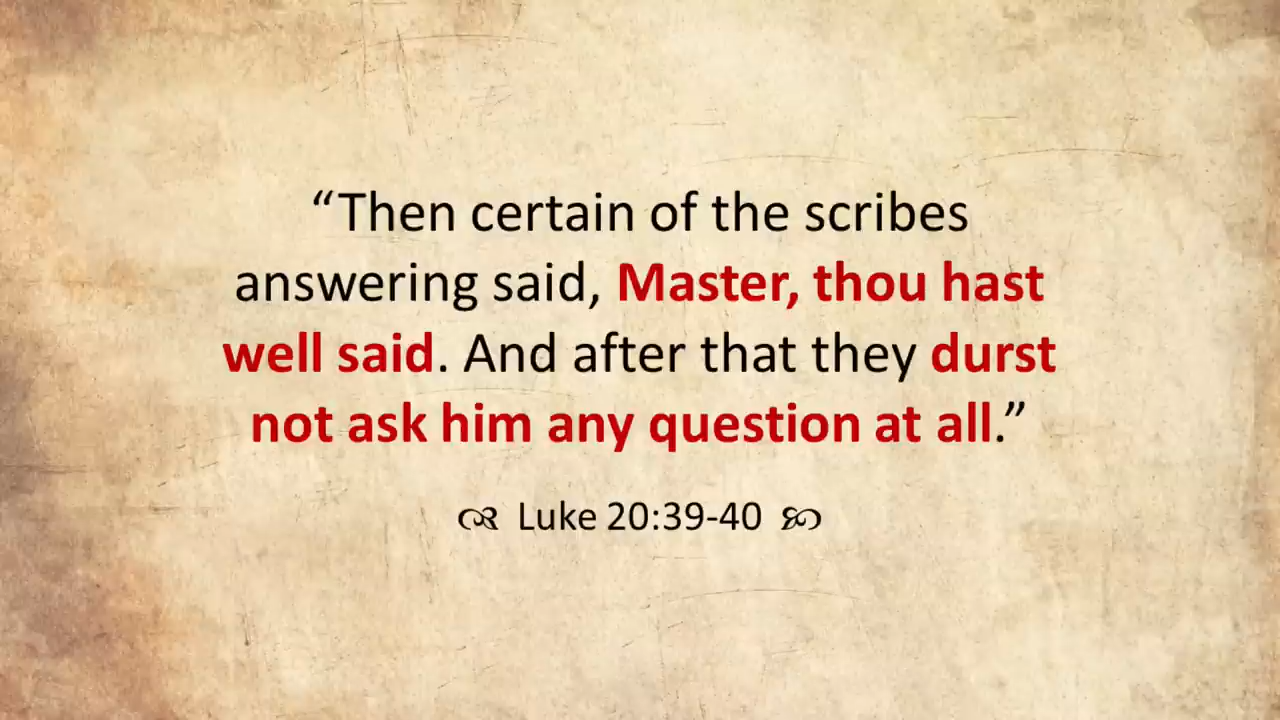 “Then certain of the scribes
answering said, Master, thou hast
well said. And after that they durst
not ask him any question at all.”
Luke 20:39-40